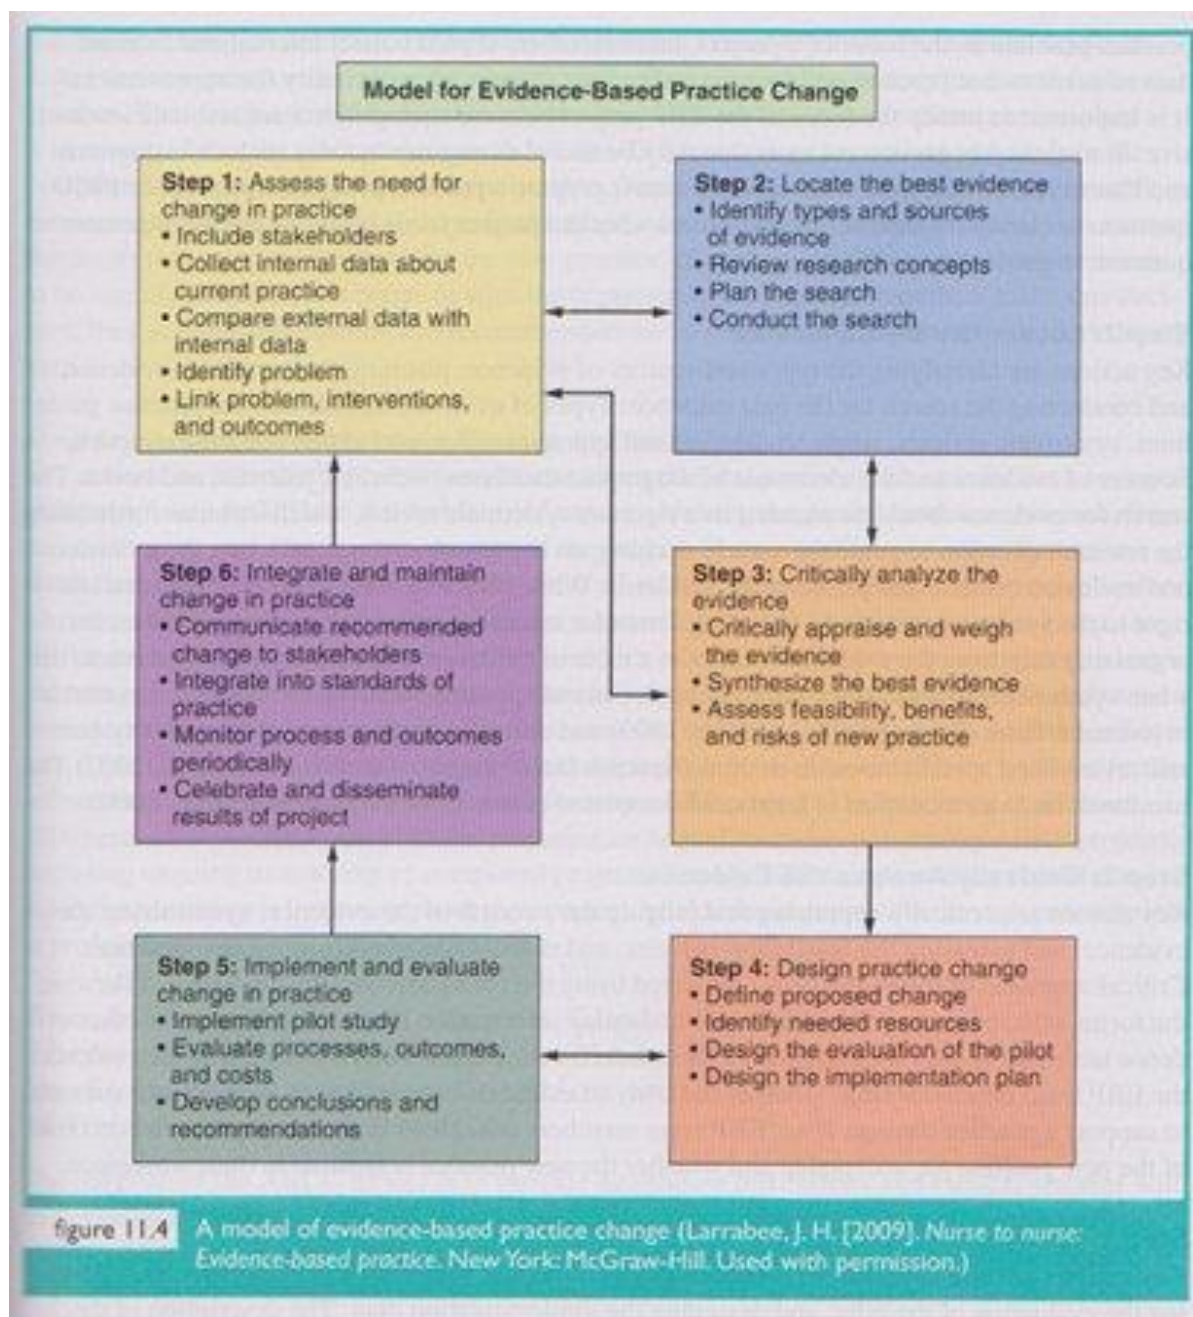 Model for Evidence-Based Practice Change
Step 1: Assess the need for
change in practice
• Include stakeholders
• Collect internal data about
current practice
• Compare external data with
internal data
• Identify problem
• Link problem, interventions,
and outcomes
Step 2: Locate the best evidence
• Identify types and sources
of evidence
• Review research concepts
• Plan the search
• Conduct the search
Step 3: Critically analyze the
evidence
• Critically appraise and weigh
the evidence
• Synthesize the best evidence
• Assess feasibility, benefits,
and risks of new practice
Step 4: Design practice change
• Define proposed change
• Identify needed resources
• Design the evaluation of the pilot
• Design the implementation plan
Step 5: Implement and evaluate
change in practice
• Implement pilot study
• Evaluate processes, outcomes,
and costs
• Develop conclusions and
recommendations
Step 6: Integrate and maintain
change in practice
• Communicate recommended
change to stakeholders
• Integrate into standards of
practice
• Monitor process and outcomes
periodically
• Celebrate and disseminate
results of project
figure 11.4 A model of evidence-based practice change (Larrabee, J. H. [2009]. Nurse to nurse:
Evidence-based practice. New York: McGraw-Hill. Used with permission.)